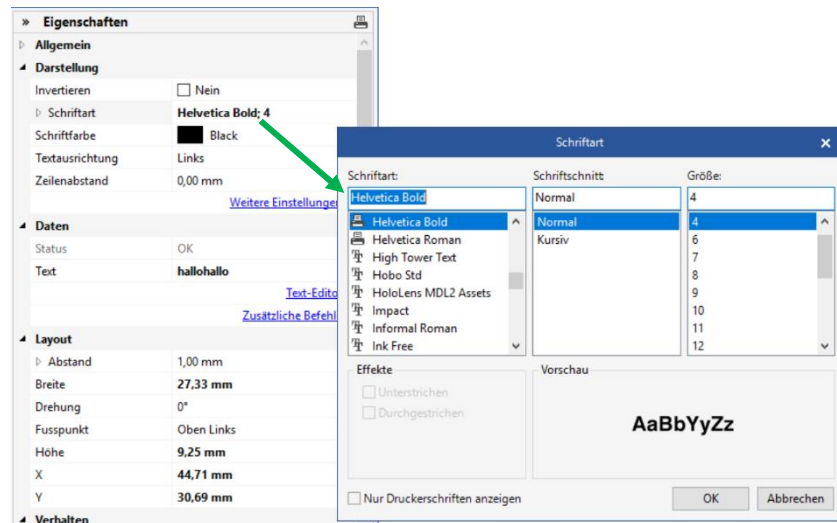 » Eigenschaften
Allgemein
Darstellung
Invertieren Nein
Schriftart Helvetica Bold; 4
Schriftfarbe Black
Textausrichtung Links
Zeilenabstand 0,00 mm
Weitere Einstellungen
Daten
Status OK
Text hallohallo
Text-Edito
Zusätzliche Befehl
Layout
Abstand 1,00 mm
Breite 27,33 mm
Drehung 0°
Fusspunkt Oben Links
Höhe 9,25 mm
X 44,71 mm
Y 30,69 mm
Verhalten
Schriftart
Schriftart: Schriftschnitt: Größe:
Helvetica Bold Normal 4
Helvetica Bold Normal 4
Helvetica Roman Kursiv 6
High Tower Text 7
Hobo Std 8
HoloLens MDL2 Assets 9
Impact 10
Informal Roman 11
Ink Free 12
Effekte Vorschau
Unterstrichen
Durchgestrichen
AaBbYyZz
Nur Druckerschriften anzeigen OK Abbrechen